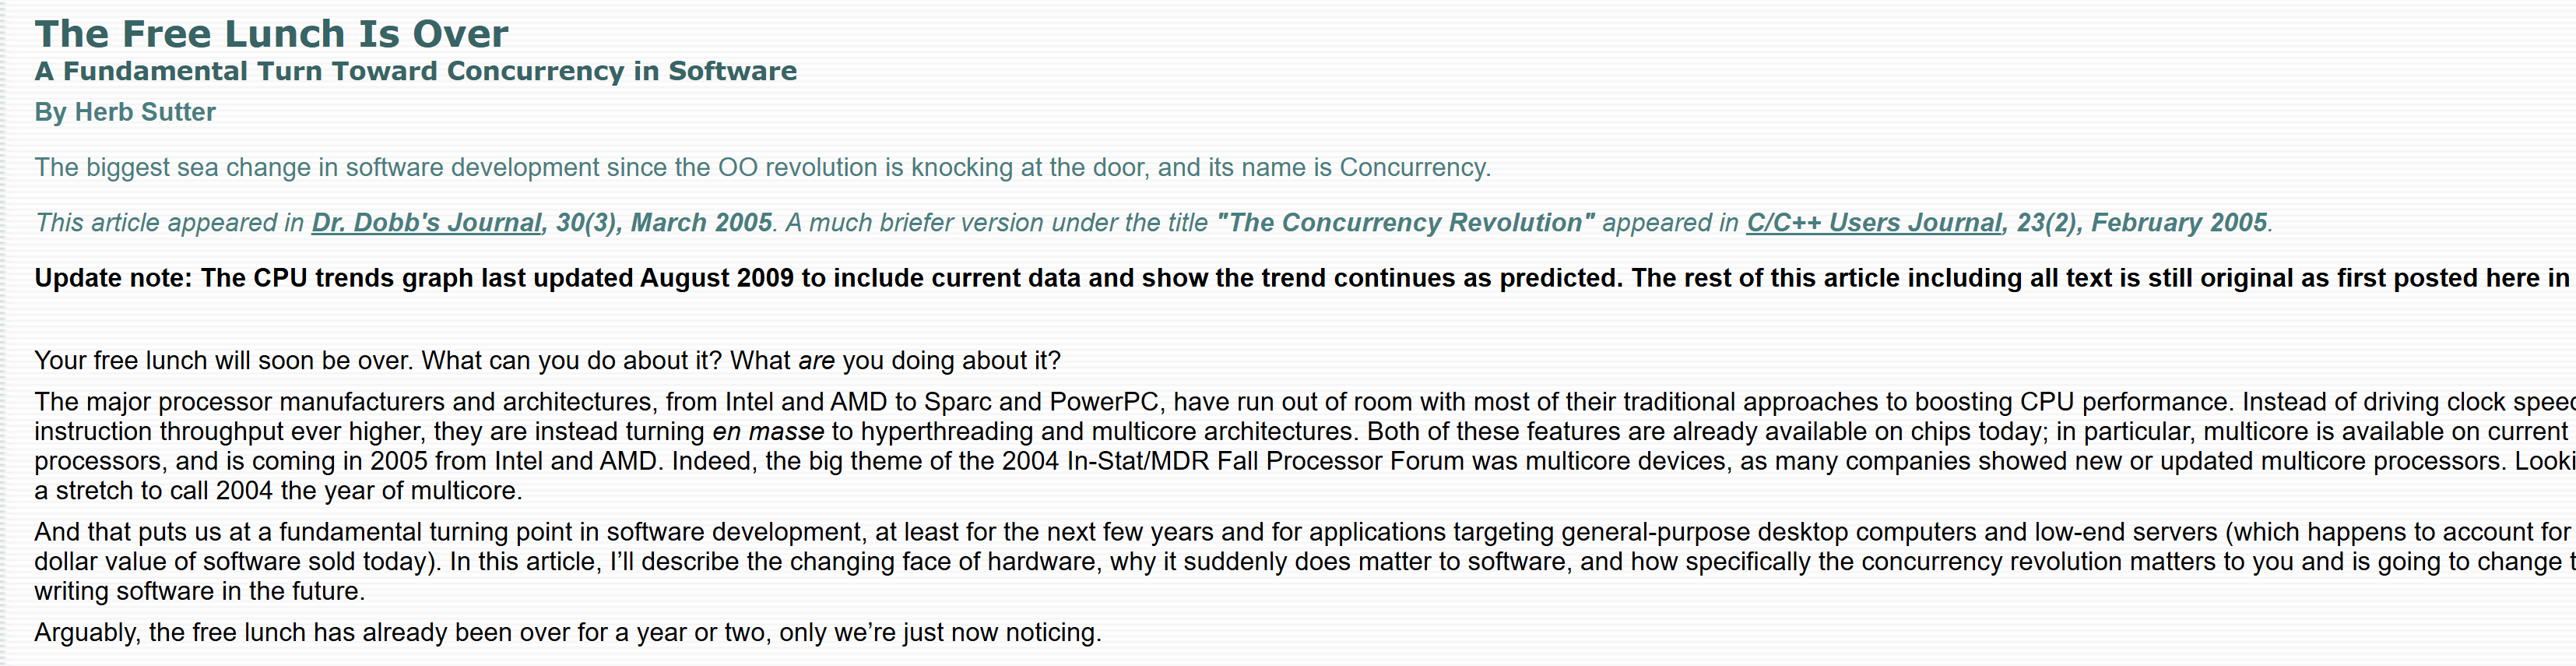 The Free Lunch Is Over
A Fundamental Turn Toward Concurrency in Software
By Herb Sutter
The biggest sea change in software development since the OO revolution is knocking at the door, and its name is Concurrency.
This article appeared in Dr. Dobb's Journal, 30(3), March 2005. A much briefer version under the title "The Concurrency Revolution" appeared in C/C++ Users Journal, 23(2), February 2005.
Update note: The CPU trends graph last updated August 2009 to include current data and show the trend continues as predicted. The rest of this article including all text is still original as first posted here in
Your free lunch will soon be over. What can you do about it? What are you doing about it?
The major processor manufacturers and architectures, from Intel and AMD to Sparc and PowerPC, have run out of room with most of their traditional approaches to boosting CPU performance. Instead of driving clock
instruction throughput ever higher, they are instead turning en masse to hyperthreading and multicore architectures. Both of these features are already available on chips today; in particular, multicore is available on current
processors, and is coming in 2005 from Intel and AMD. Indeed, the big theme of the 2004 In-Stat/MDR Fall Processor Forum was multicore devices, as many companies showed new or updated multicore processors.
a stretch to call 2004 the year of multicore.
And that puts us at a fundamental turning point in software development, at least for the next few years and for applications targeting general-purpose desktop computers and low-end servers (which happens to account for
dollar value of software sold today). In this article, I’ll describe the changing face of hardware, why it suddenly does matter to software, and how specifically the concurrency revolution matters to you and is going to change
writing software in the future.
Arguably, the free lunch has already been over for a year or two, only we’re just now noticing.